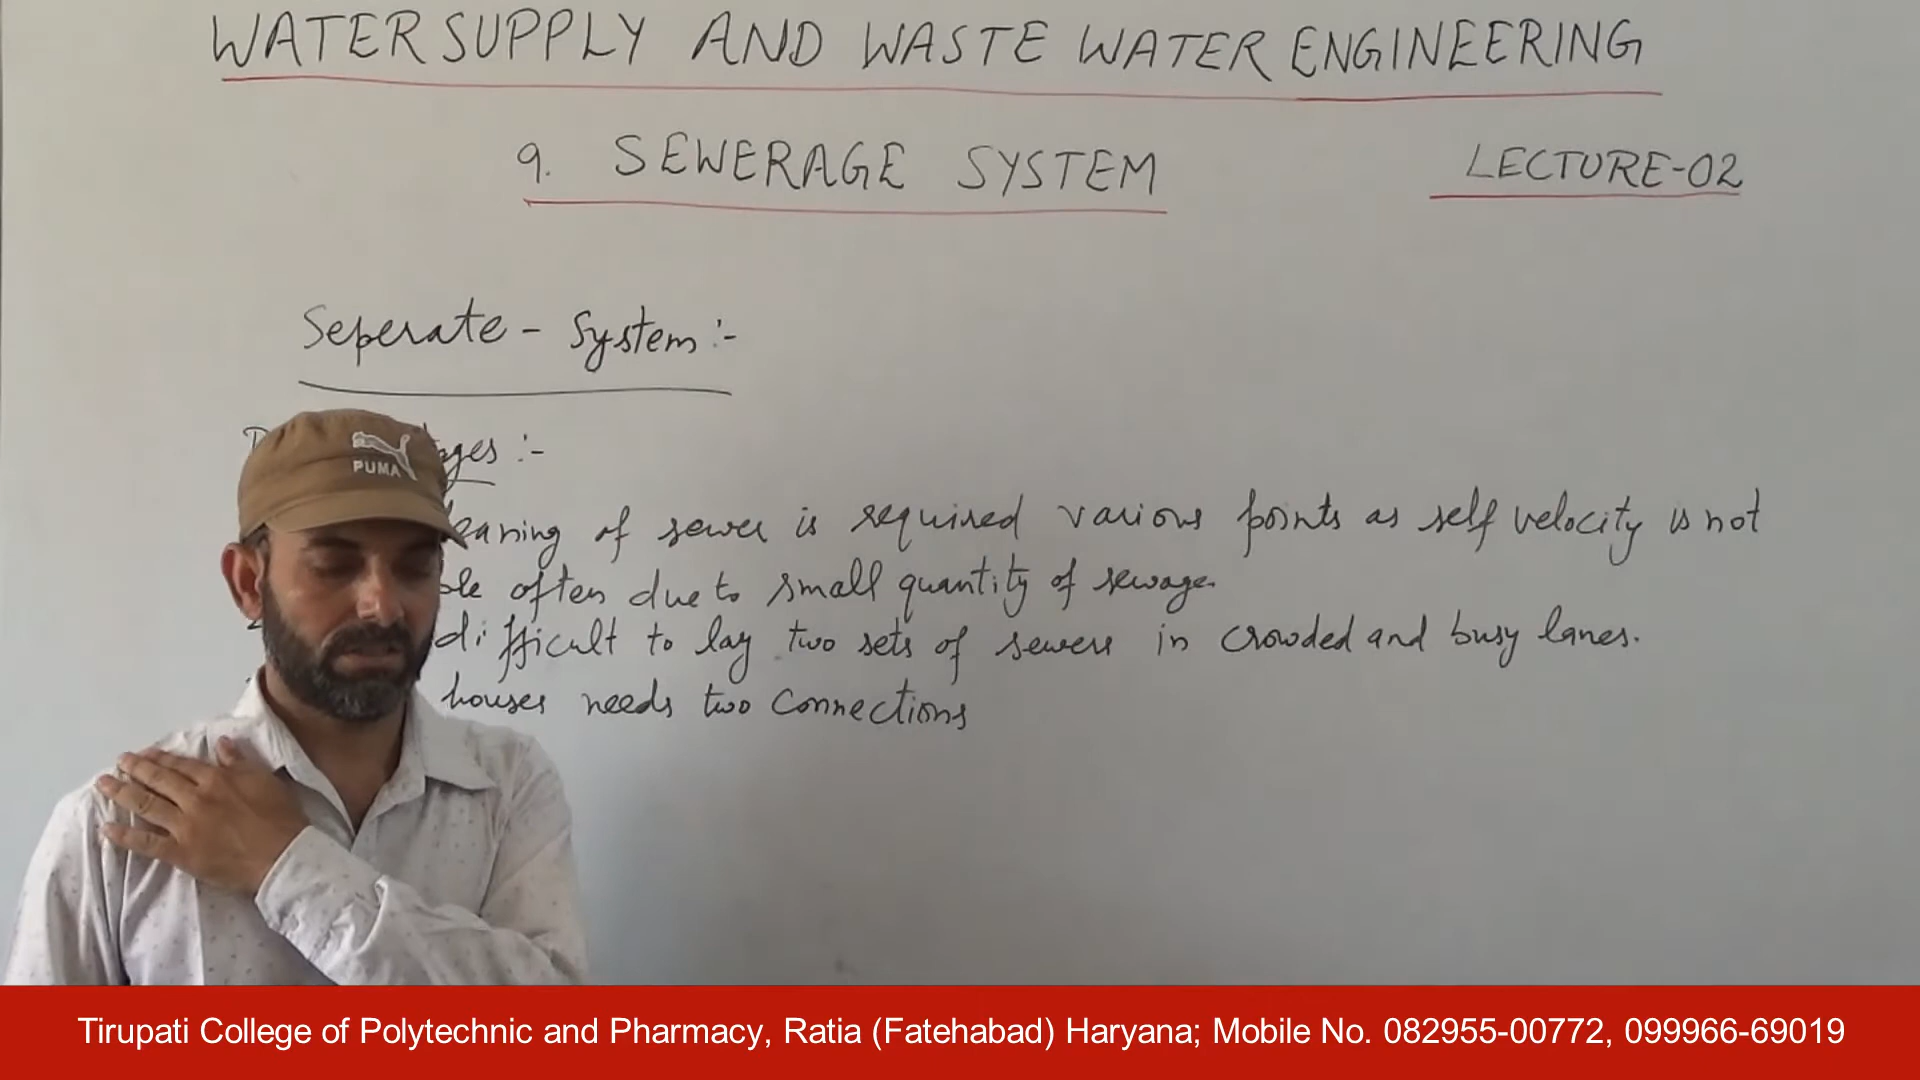 WATER SUPPLY AND WASTE WATER ENGINEERING
9. SEWERAGE SYSTEM
LECTURE-02
Seperate - System :-
PUMA
of sewer is required various points as self velocity is not
often due to small quantity of sewage.
difficult to lay two sets of sewers in crowded and busy lanes.
houses needs two connections
Tirupati College of Polytechnic and Pharmacy, Ratia (Fatehabad) Haryana; Mobile No. 082955-00772, 099966-69019